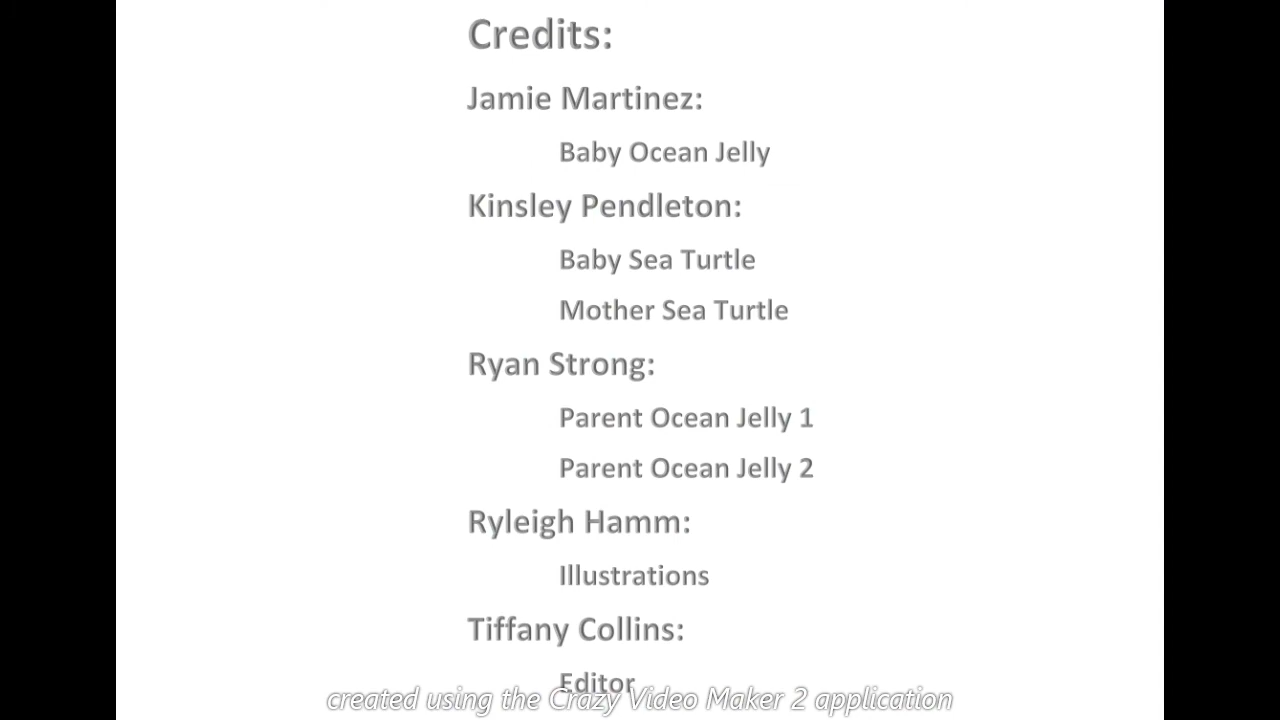 Credits:
Jamie Martinez:
Baby Ocean Jelly
Kinsley Pendleton:
Baby Sea Turtle
Mother Sea Turtle
Ryan Strong:
Parent Ocean Jelly 1
Parent Ocean Jelly 2
Ryleigh Hamm:
Illustrations
Tiffany Collins:
Editor
created using the Crazy Video Maker 2 application